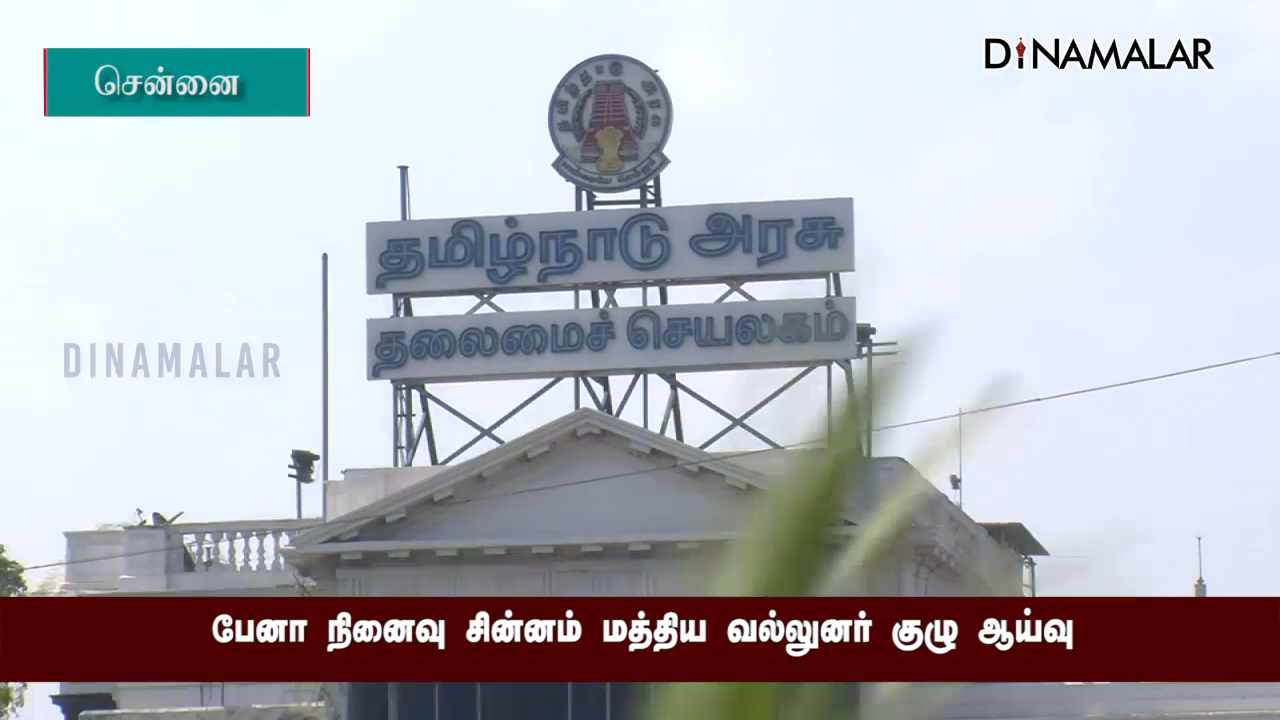 DINAMALAR
சென்னை
தமிழ்நாடு அரசு
தலைமைச் செயலகம்
DINAMALAR
பேனா நினைவு சின்னம் மத்திய வல்லுனர் குழு ஆய்வு